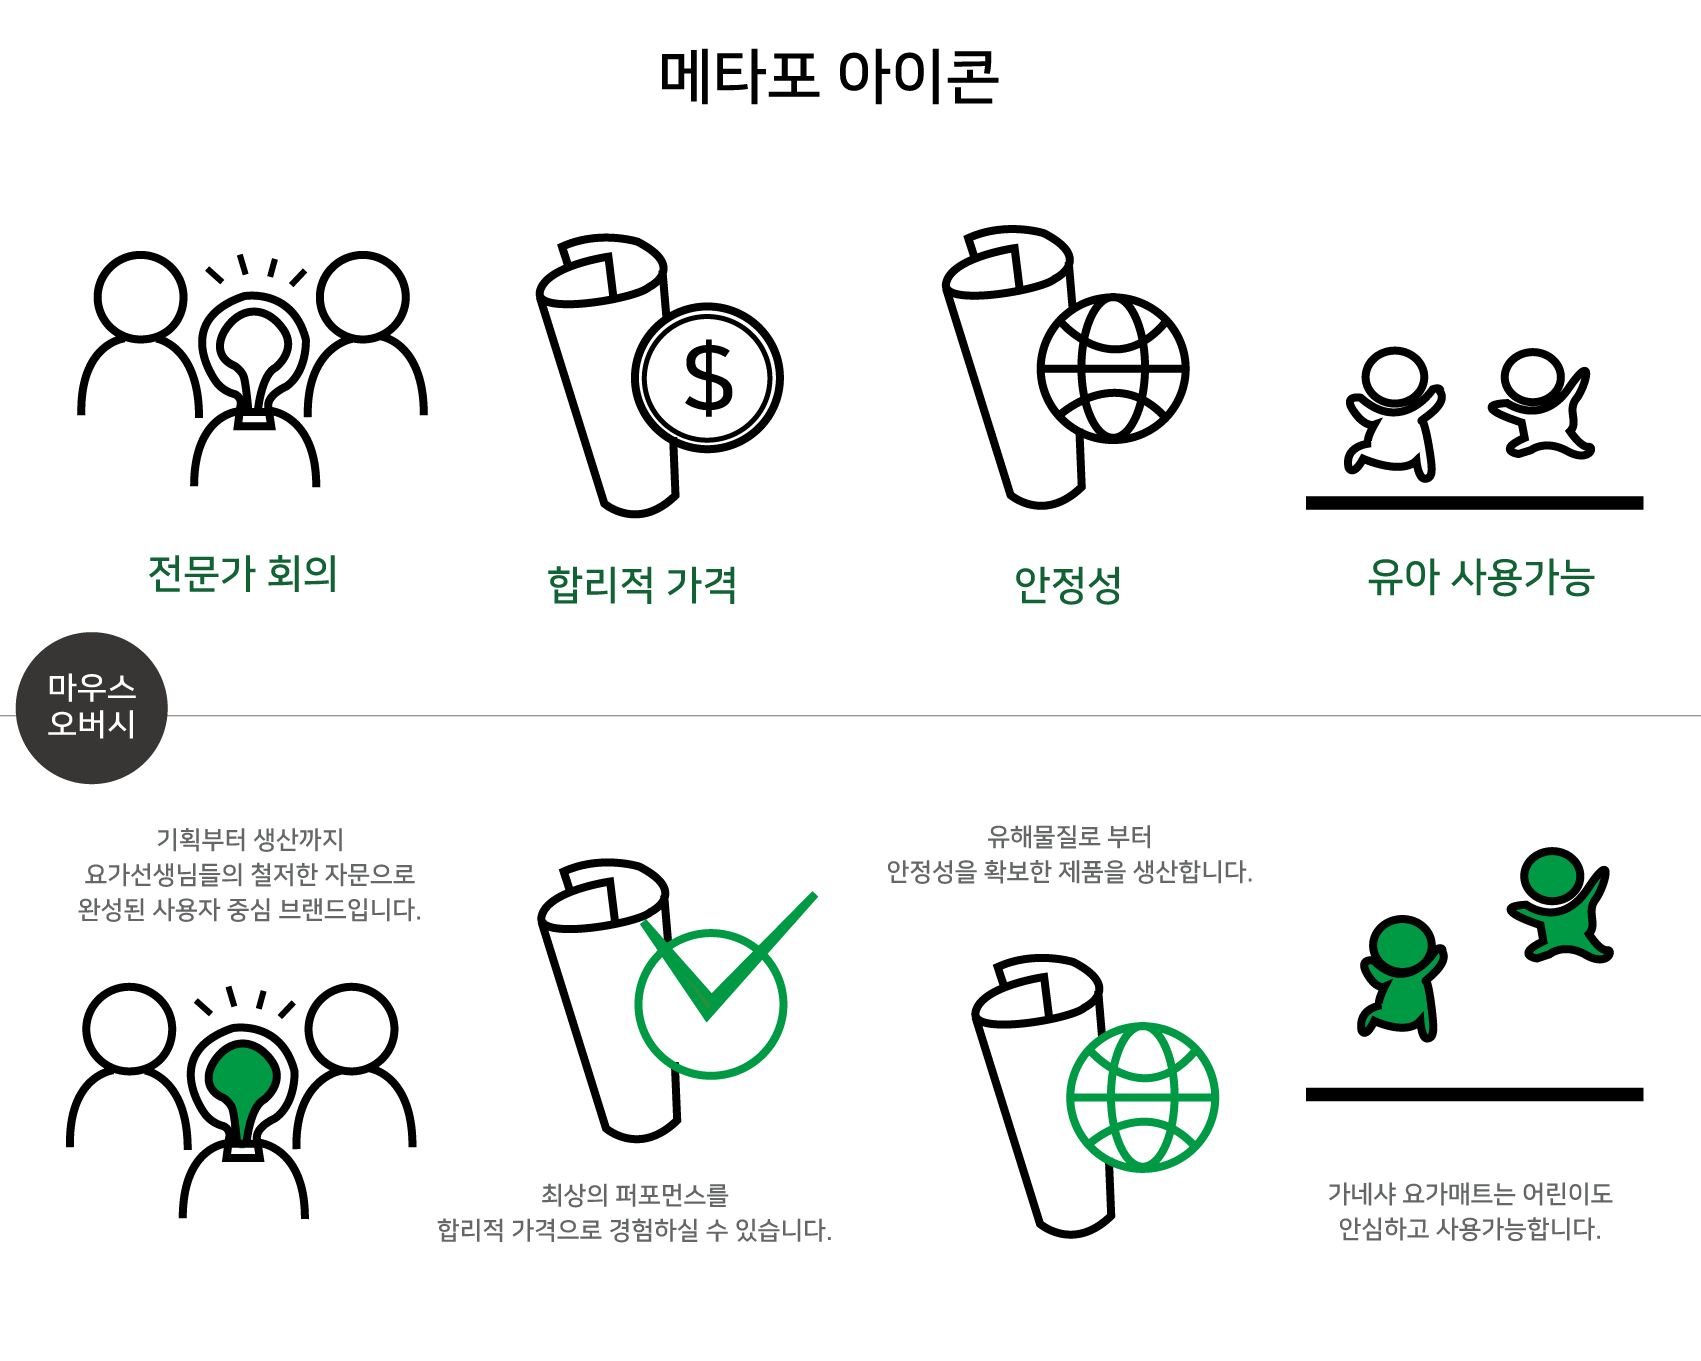 메타포 아이콘
$
전문가 회의
합리적 가격
안정성
유아 사용가능
마우스
오버시
기획부터 생산까지
요가선생님들의 철저한 자문으로
완성된 사용자 중심 브랜드입니다.
유해물질로 부터
안정성을 확보한 제품을 생산합니다.
최상의 퍼포먼스를
합리적 가격으로 경험하실 수 있습니다.
가네샤 요가매트는 어린이도
안심하고 사용가능합니다.